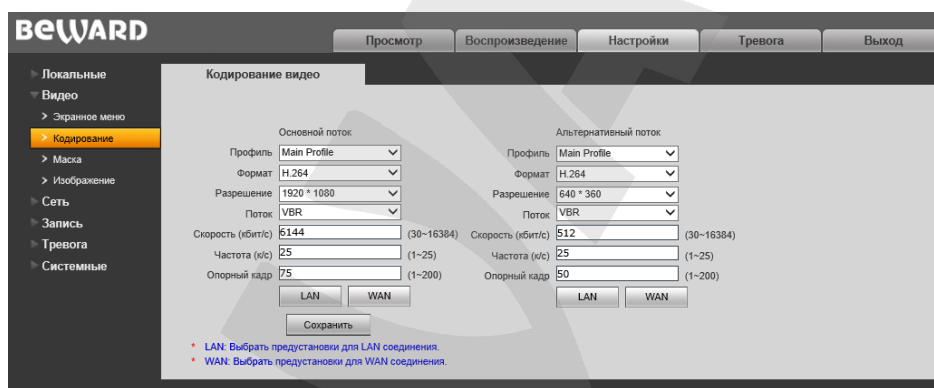 BEWARD
Просмотр Воспроизведение Настройки Тревога Выход
Локальные
Видео
Экранное меню
Кодирование
Маска
Изображение
Сеть
Запись
Тревога
Системные
Кодирование видео
Основной поток
Профиль Main Profile
Формат H.264
Разрешение 1920 * 1080
Поток VBR
Скорость (кбит/с) 6144 (30~16384)
Частота (к/с) 25 (1~25)
Опорный кадр 75 (1~200)
LAN WAN
Сохранить
Альтернативный поток
Профиль Main Profile
Формат H.264
Разрешение 640 * 360
Поток VBR
Скорость (кбит/с) 512 (30~16384)
Частота (к/с) 25 (1~25)
Опорный кадр 50 (1~200)
LAN WAN
* LAN: Выбрать предустановки для LAN соединения.
* WAN: Выбрать предустановки для WAN соединения.